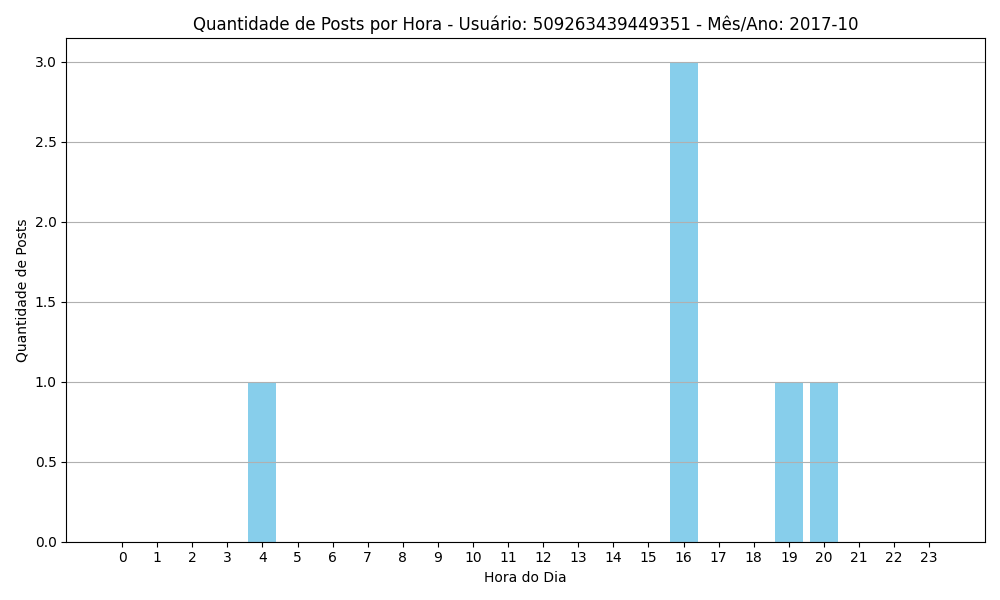 Quantidade de Posts por Hora - Usuário: 509263439449351 - Mês/Ano: 2017-10
Quantidade de Posts
3.0
2.5
2.0
1.5
1.0
0.5
0.0
0 1 2 3 4 5 6 7 8 9 10 11 12 13 14 15 16 17 18 19 20 21 22 23
Hora do Dia